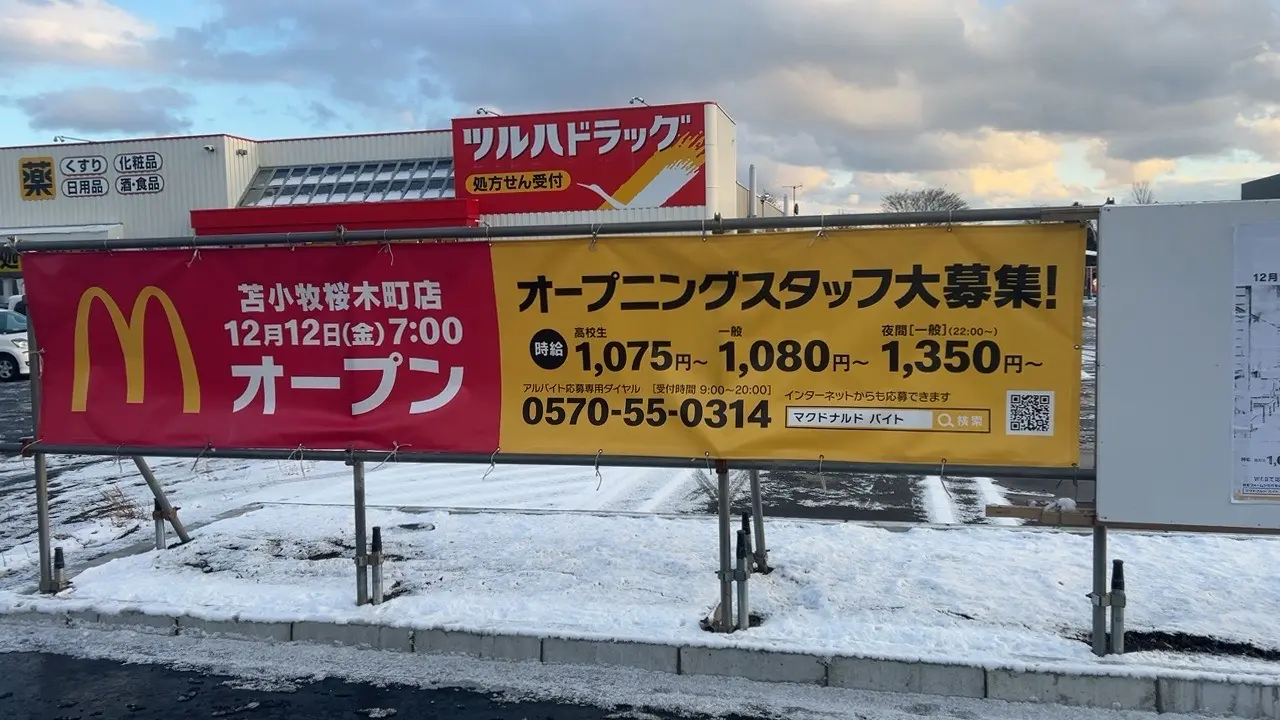 薬
くすり 化粧品
日用品 酒・食品
ツルハドラッグ
処方せん受付
苫小牧桜木町店
12月12日(金)7:00
オープン
オープニングスタッフ大募集!
時給
高校生 1,075円～
一般 1,080円～
夜間[一般](22:00～) 1,350円～
アルバイト応募専用ダイヤル [受付時間 9:00～20:00]
0570-55-0314
インターネットからも応募できます
マクドナルド バイト 検索
処
12月